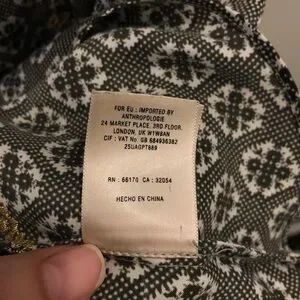 FOR EU : IMPORTED BY
ANTHROPOLOGIE
24 MARKET PLACE, 3RD FLOOR,
LONDON, UK W1W8AN
CIF : VAT No GB 684936382
25UAGPT889
RN : 66170 CA : 32054
HECHO EN CHINA